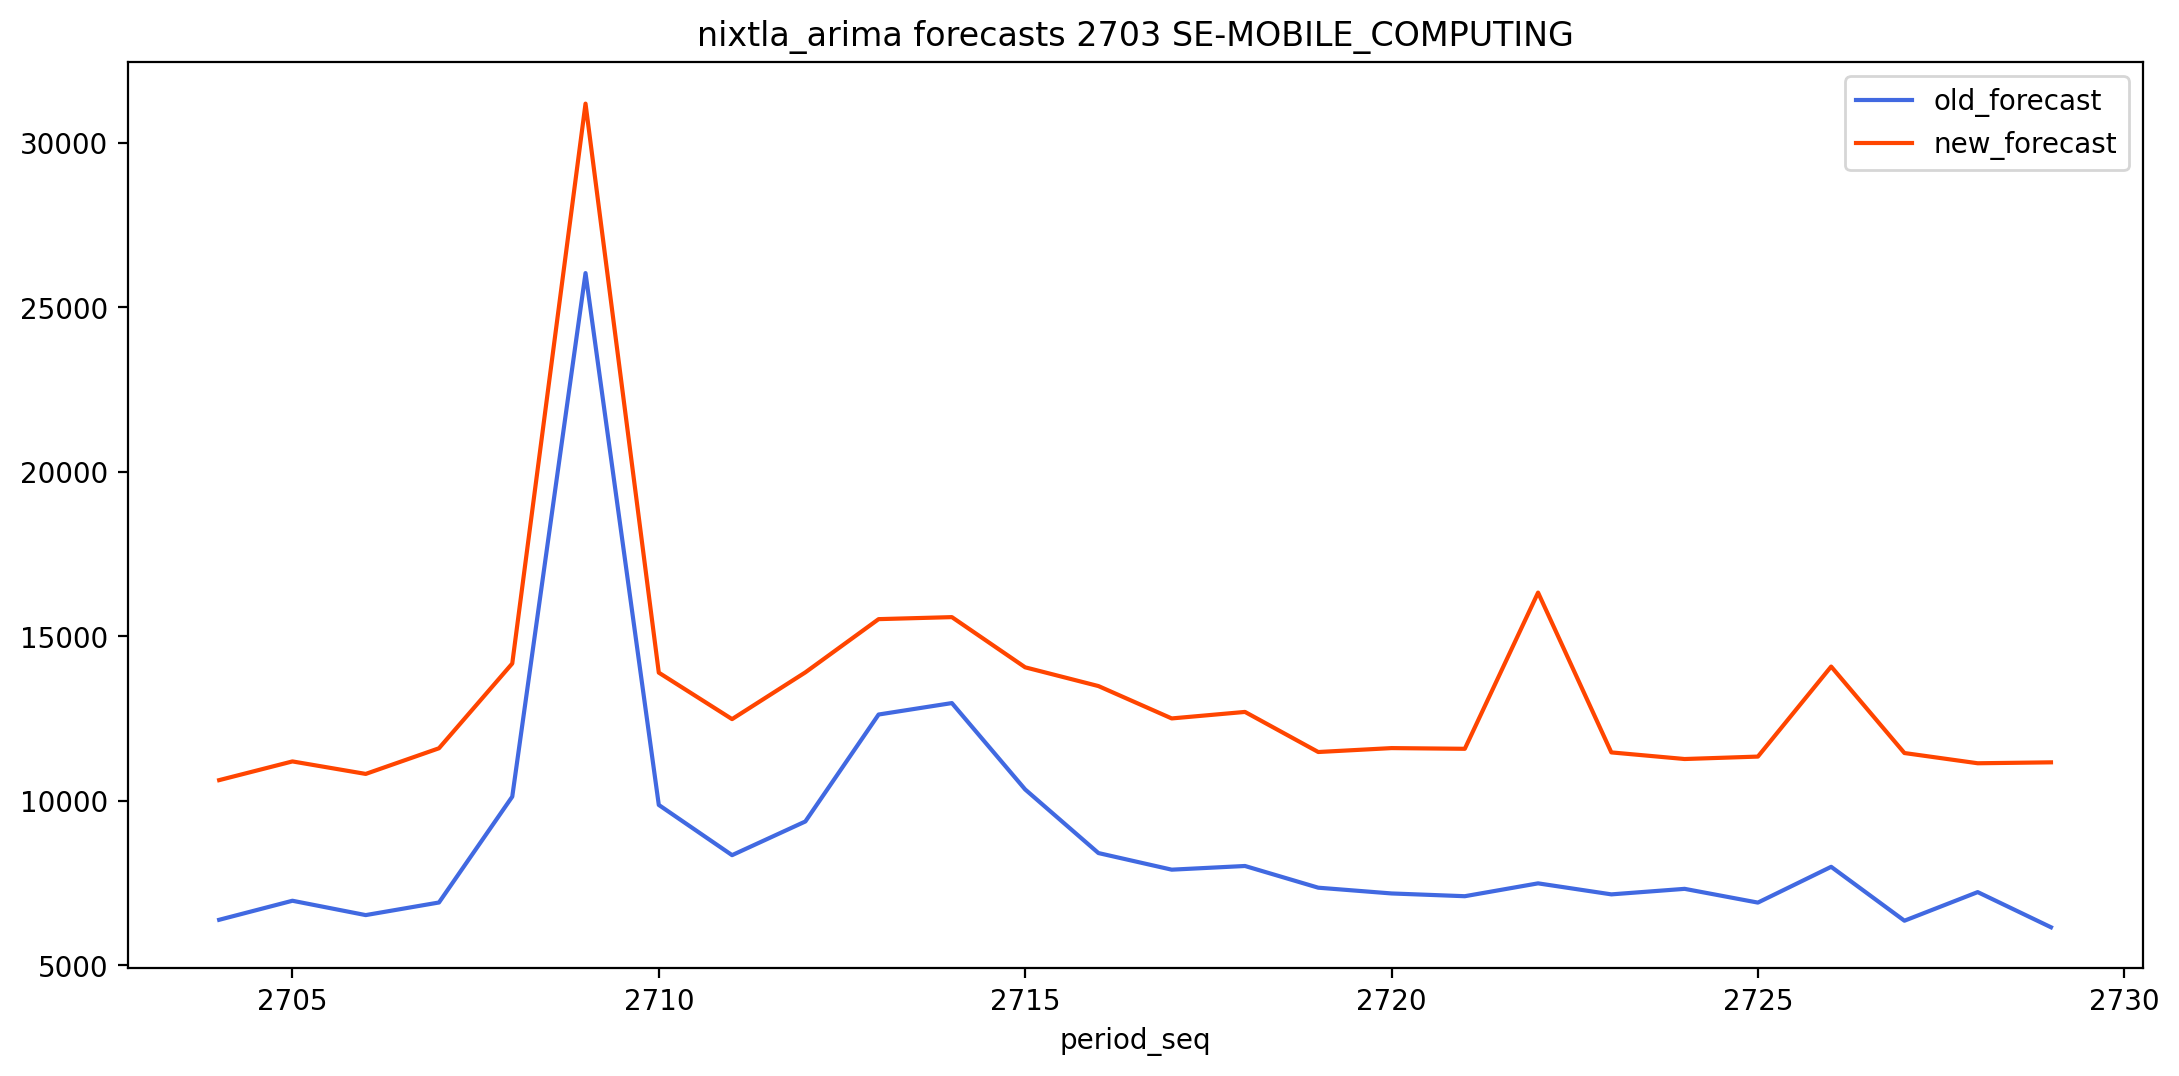 nixtla_arima forecasts 2703 SE-MOBILE_COMPUTING
old_forecast
new_forecast
30000
25000
20000
15000
10000
5000
2705 2710 2715 2720 2725 2730
period_seq